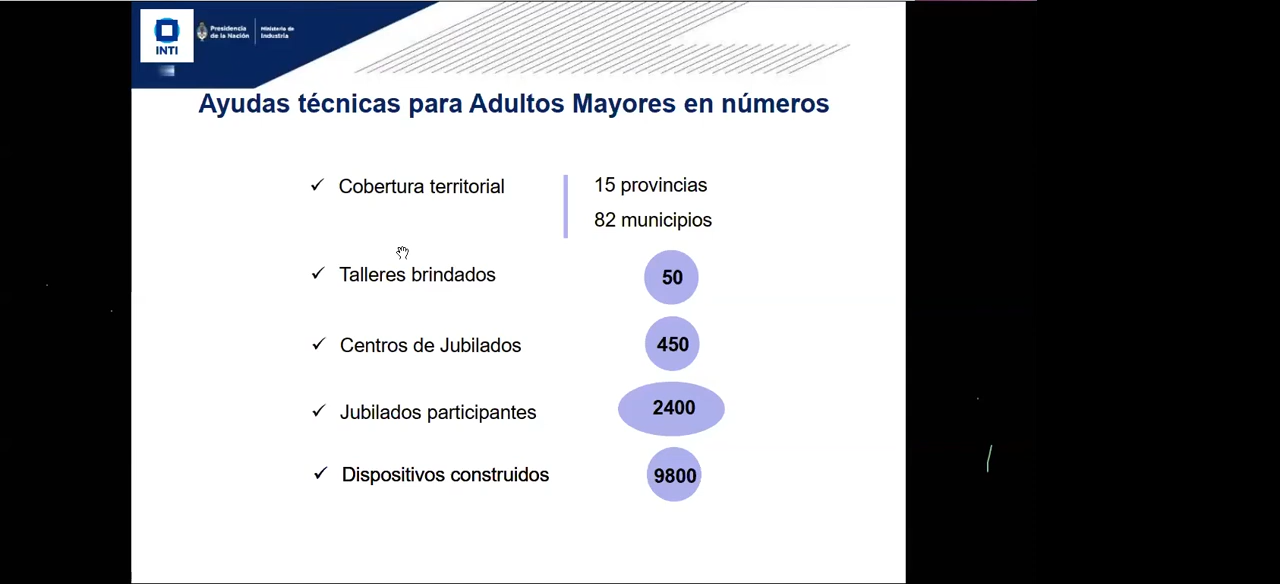 INTI
Presidencia
de la Nación
Ministerio de
Industria
Ayudas técnicas para Adultos Mayores en números
✓ Cobertura territorial
15 provincias
82 municipios
✓ Talleres brindados
50
✓ Centros de Jubilados
450
✓ Jubilados participantes
2400
✓ Dispositivos construidos
9800